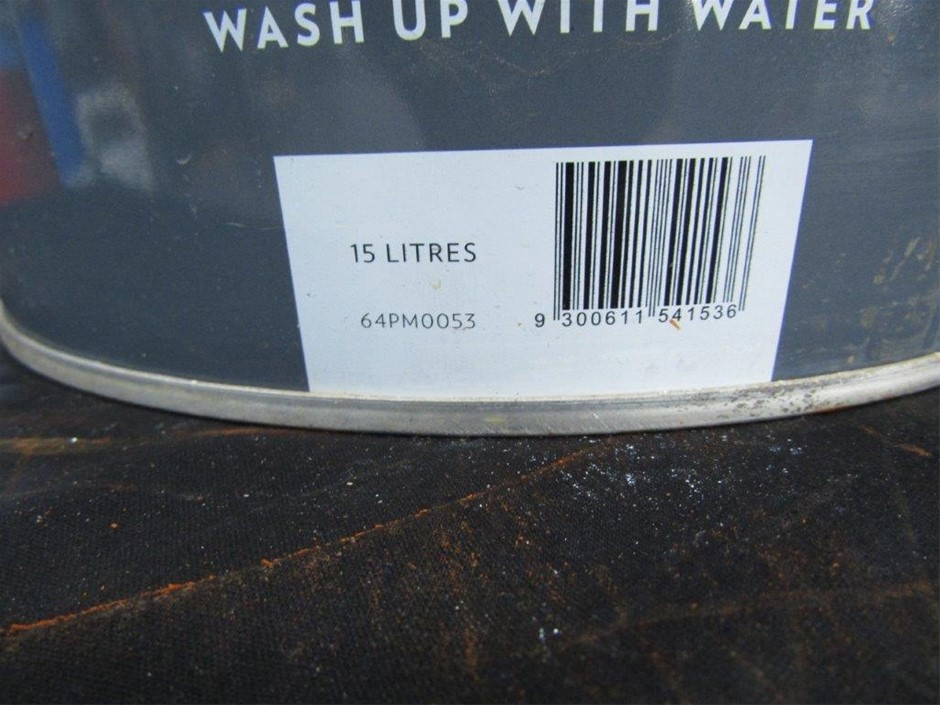 WASH UP WITH WATER
15 LITRES
64PM0053
9 300611 541536